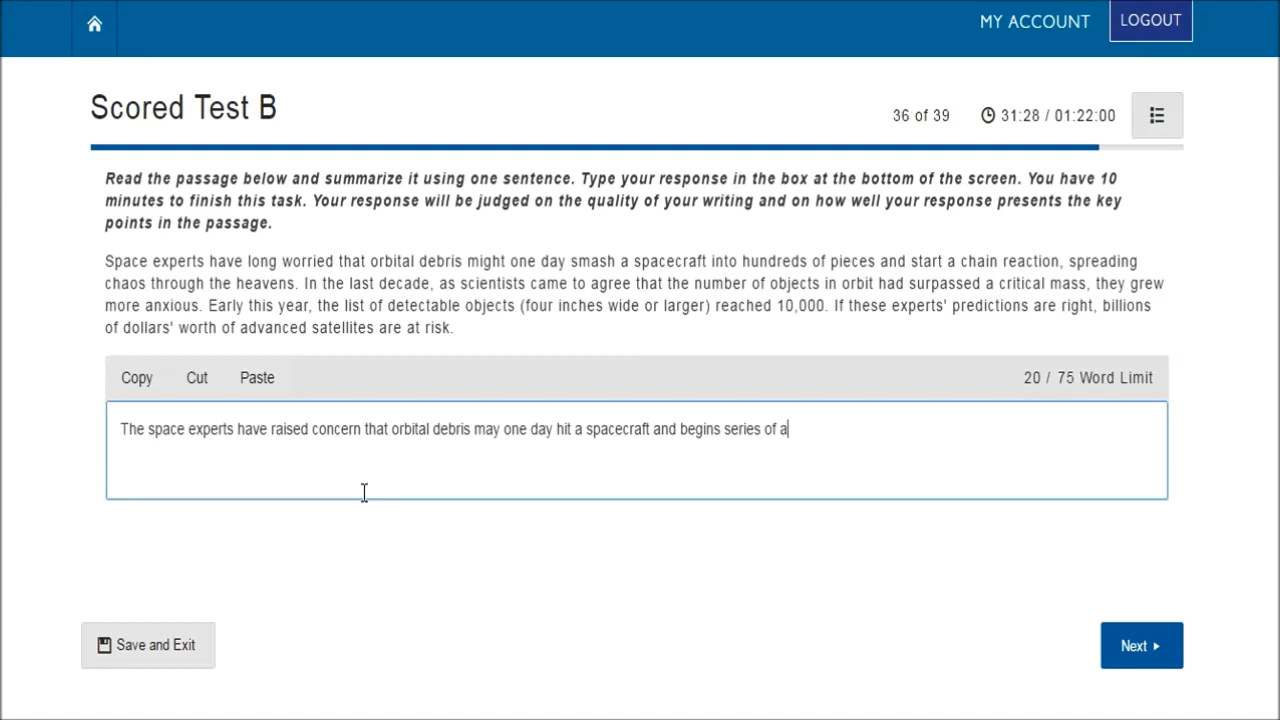 MY ACCOUNT
LOGOUT
Scored Test B
36 of 39
31:28 / 01:22:00
Read the passage below and summarize it using one sentence. Type your response in the box at the bottom of the screen. You have 10
minutes to finish this task. Your response will be judged on the quality of your writing and on how well your response presents the key
points in the passage.
Space experts have long worried that orbital debris might one day smash a spacecraft into hundreds of pieces and start a chain reaction, spreading
chaos through the heavens. In the last decade, as scientists came to agree that the number of objects in orbit had surpassed a critical mass, they grew
more anxious. Early this year, the list of detectable objects (four inches wide or larger) reached 10,000. If these experts' predictions are right, billions
of dollars' worth of advanced satellites are at risk.
Copy Cut Paste
20 / 75 Word Limit
The space experts have raised concern that orbital debris may one day hit a spacecraft and begins series of a
Save and Exit
Next